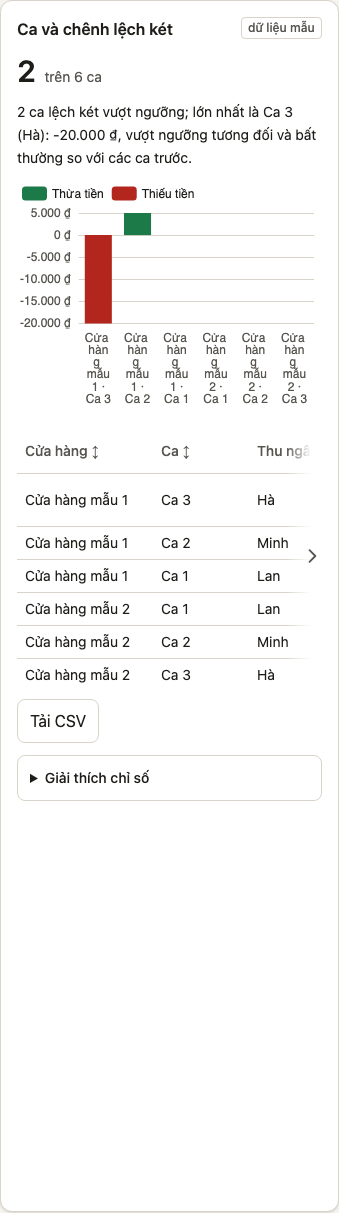 Ca và chênh lệch két
dữ liệu mẫu
2 trên 6 ca
2 ca lệch két vượt ngưỡng; lớn nhất là Ca 3
(Hà): -20.000 ₫, vượt ngưỡng tương đối và bất
thường so với các ca trước.
Thừa tiền Thiếu tiền
5.000 ₫
0 ₫
-5.000 ₫
-10.000 ₫
-15.000 ₫
-20.000 ₫
Cửa
hàn
g
mẫu
1 ·
Ca 3
Cửa
hàn
g
mẫu
1 ·
Ca 2
Cửa
hàn
g
mẫu
1 ·
Ca 1
Cửa
hàn
g
mẫu
2 ·
Ca 1
Cửa
hàn
g
mẫu
2 ·
Ca 2
Cửa
hàn
g
mẫu
2 ·
Ca 3
Cửa hàng ↕ Ca ↕ Thu ngâ
Cửa hàng mẫu 1 Ca 3 Hà
Cửa hàng mẫu 1 Ca 2 Minh
Cửa hàng mẫu 1 Ca 1 Lan
Cửa hàng mẫu 2 Ca 1 Lan
Cửa hàng mẫu 2 Ca 2 Minh
Cửa hàng mẫu 2 Ca 3 Hà
Tải CSV
Giải thích chỉ số